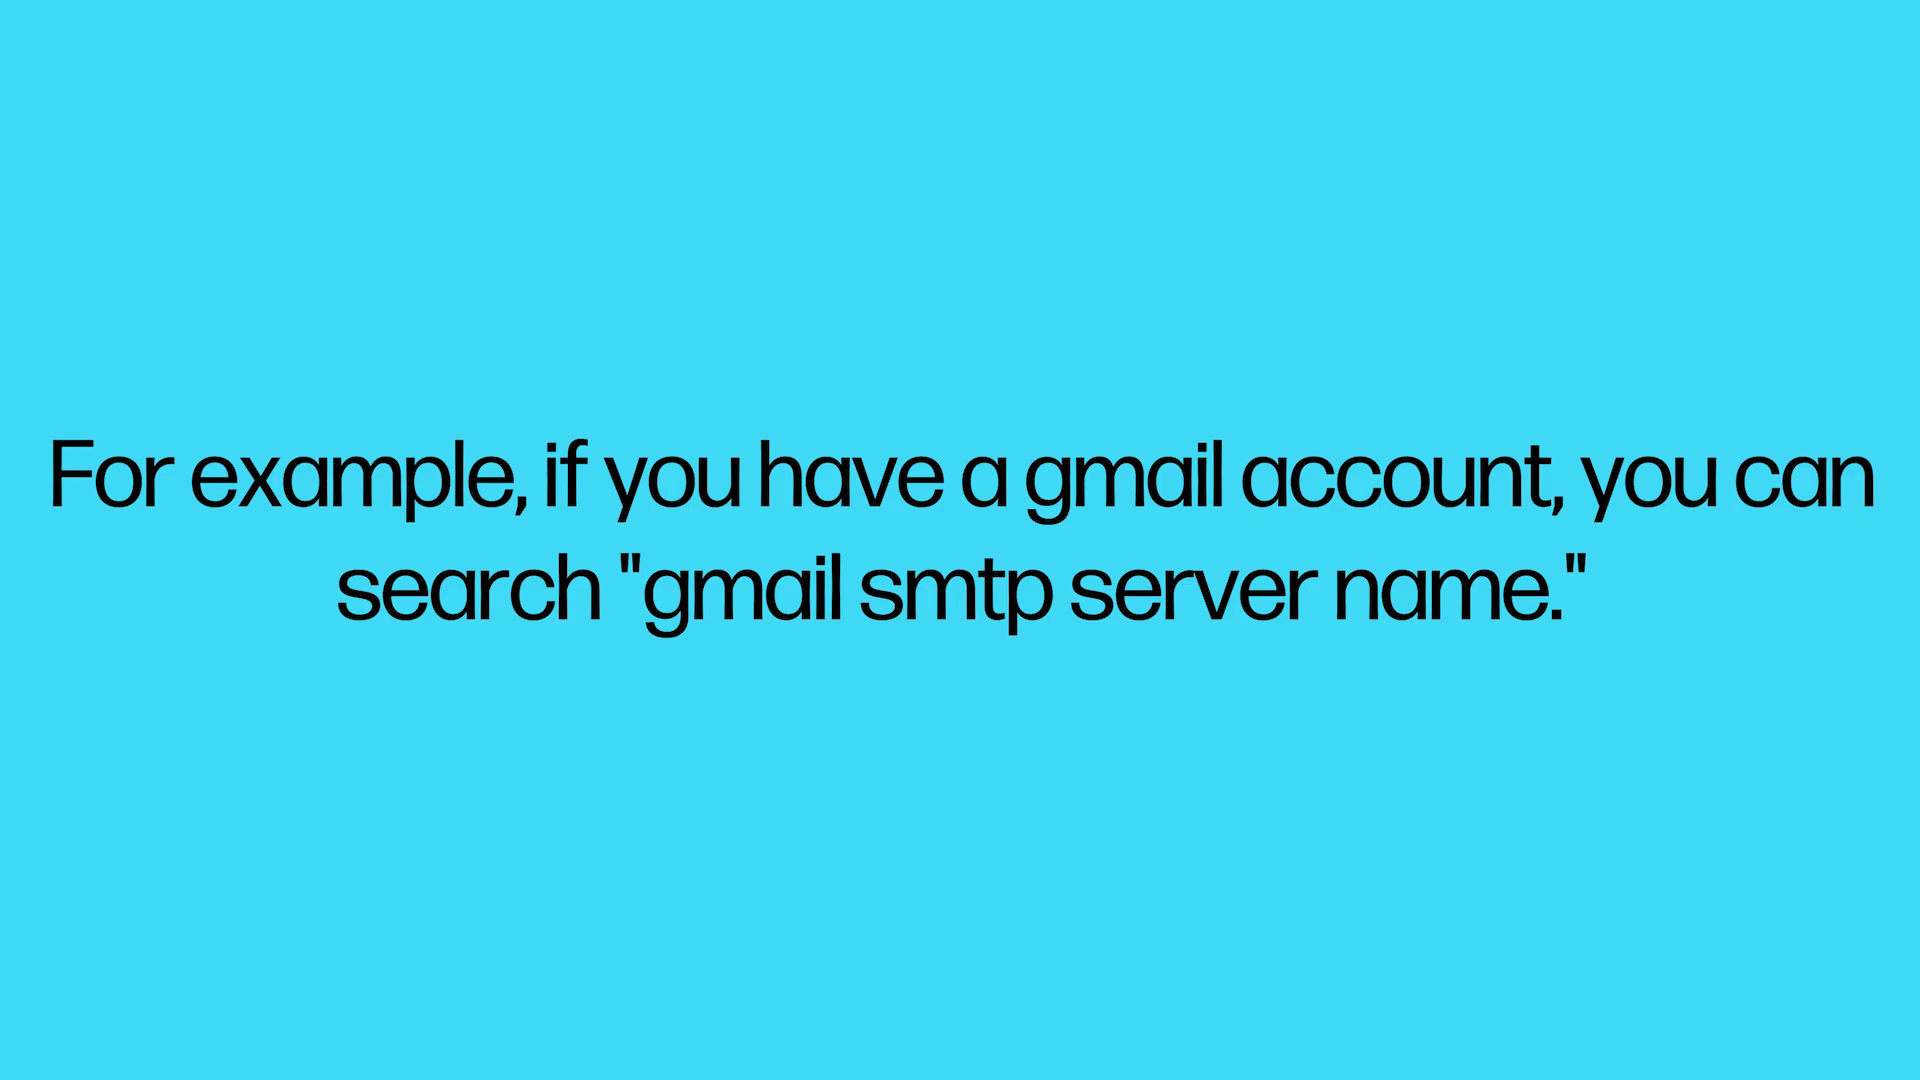 For example, if you have a gmail account, you can
search "gmail smtp server name."